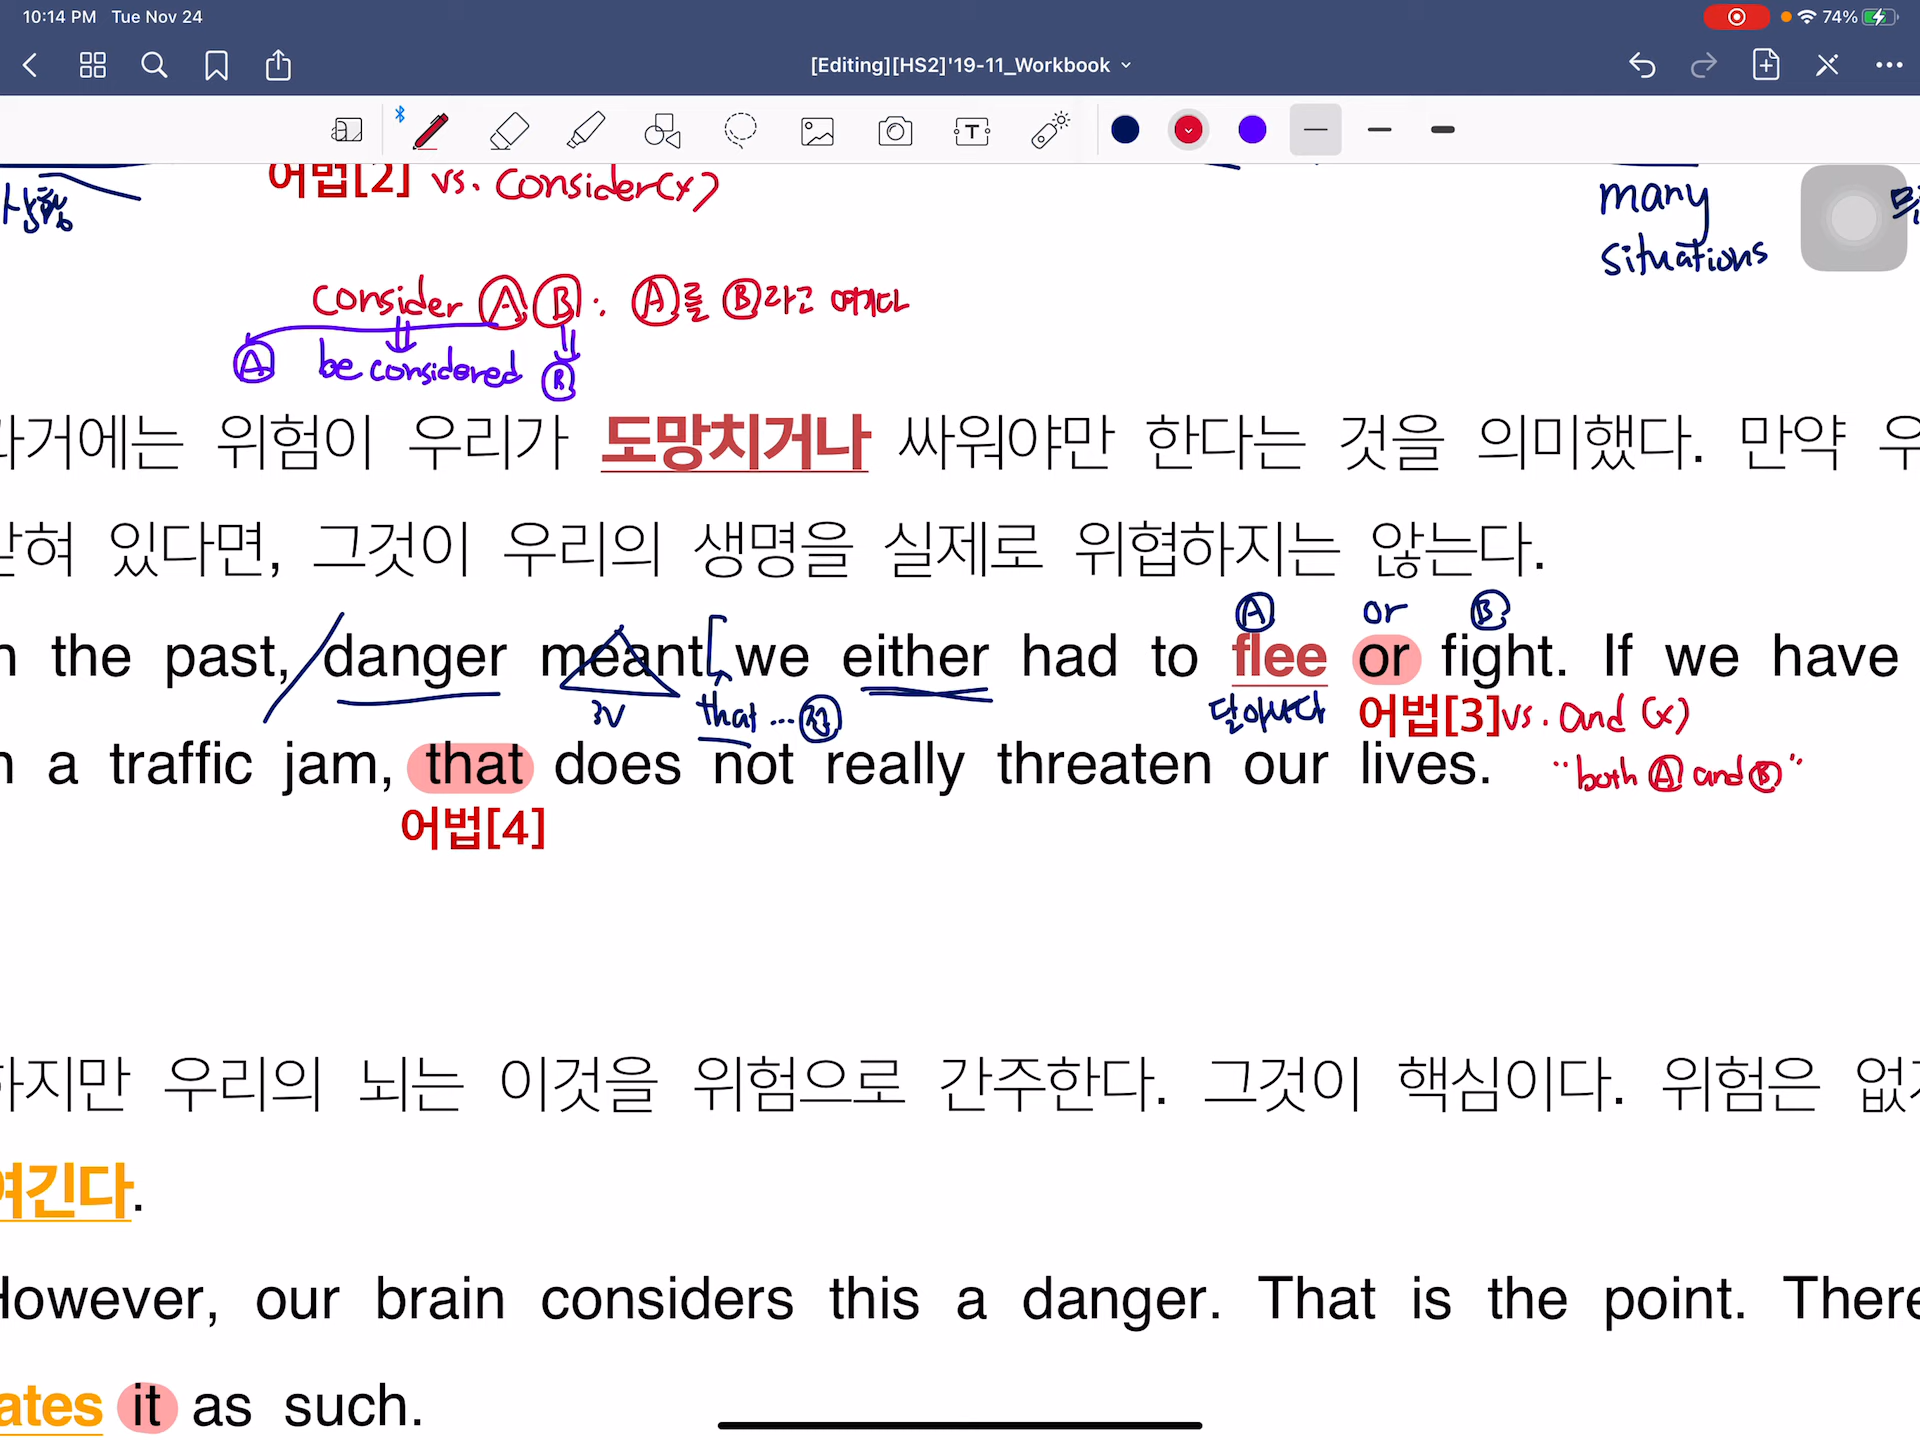 10:14 PM Tue Nov 24 74%
[Editing][HS2]'19-11_Workbook
어법[2] vs. consider(x)
many
situations
consider Ⓐ Ⓑ : Ⓐ를 Ⓑ라고 여기다
Ⓐ be considered Ⓑ
과거에는 위험이 우리가 도망치거나 싸워야만 한다는 것을 의미했다. 만약 우
갇혀 있다면, 그것이 우리의 생명을 실제로 위협하지는 않는다.
Ⓐ or Ⓑ
n the past, danger meant we either had to flee or fight. If we have
3V that ... 달아나다 어법[3] vs. and (x)
n a traffic jam, that does not really threaten our lives. "both Ⓐ and Ⓑ"
어법[4]
하지만 우리의 뇌는 이것을 위험으로 간주한다. 그것이 핵심이다. 위험은 없
여긴다.
However, our brain considers this a danger. That is the point. There
ates it as such.